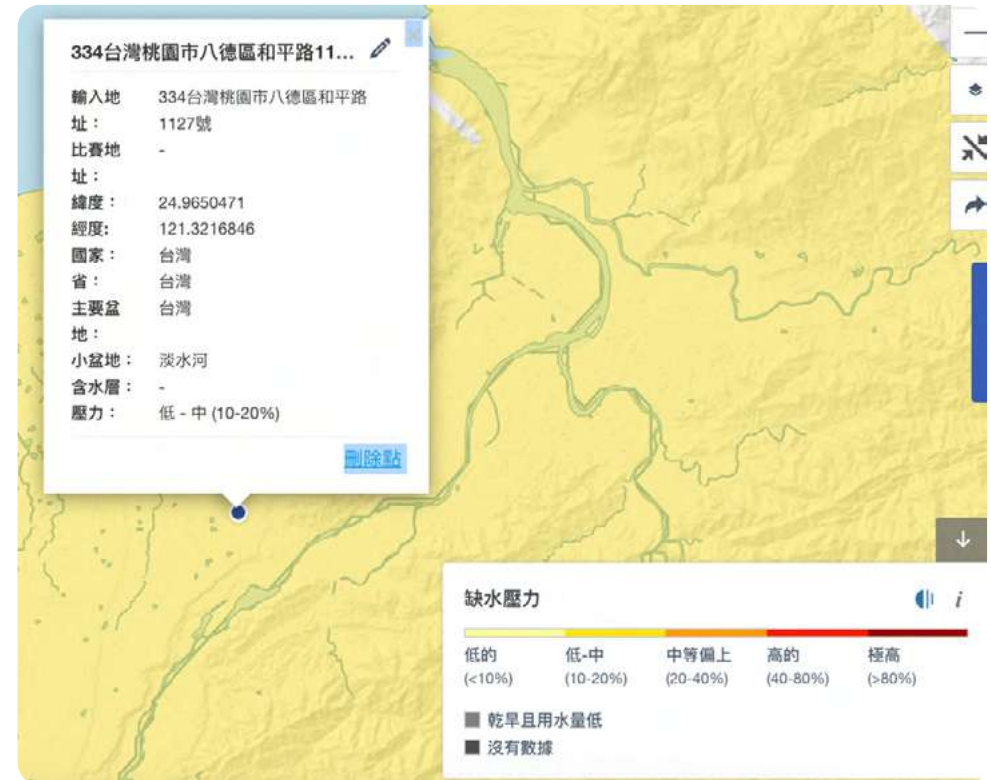 334台灣桃園市八德區和平路11...
輸入地 334台灣桃園市八德區和平路
址： 1127號
比賽地 -
址：
緯度： 24.9650471
經度: 121.3216846
國家： 台灣
省： 台灣
主要盆 台灣
地：
小盆地： 淡水河
含水層： -
壓力： 低 - 中 (10-20%)
刪除點
缺水壓力
i
低的 低-中 中等偏上 高的 極高
(<10%) (10-20%) (20-40%) (40-80%) (>80%)
乾旱且用水量低
沒有數據